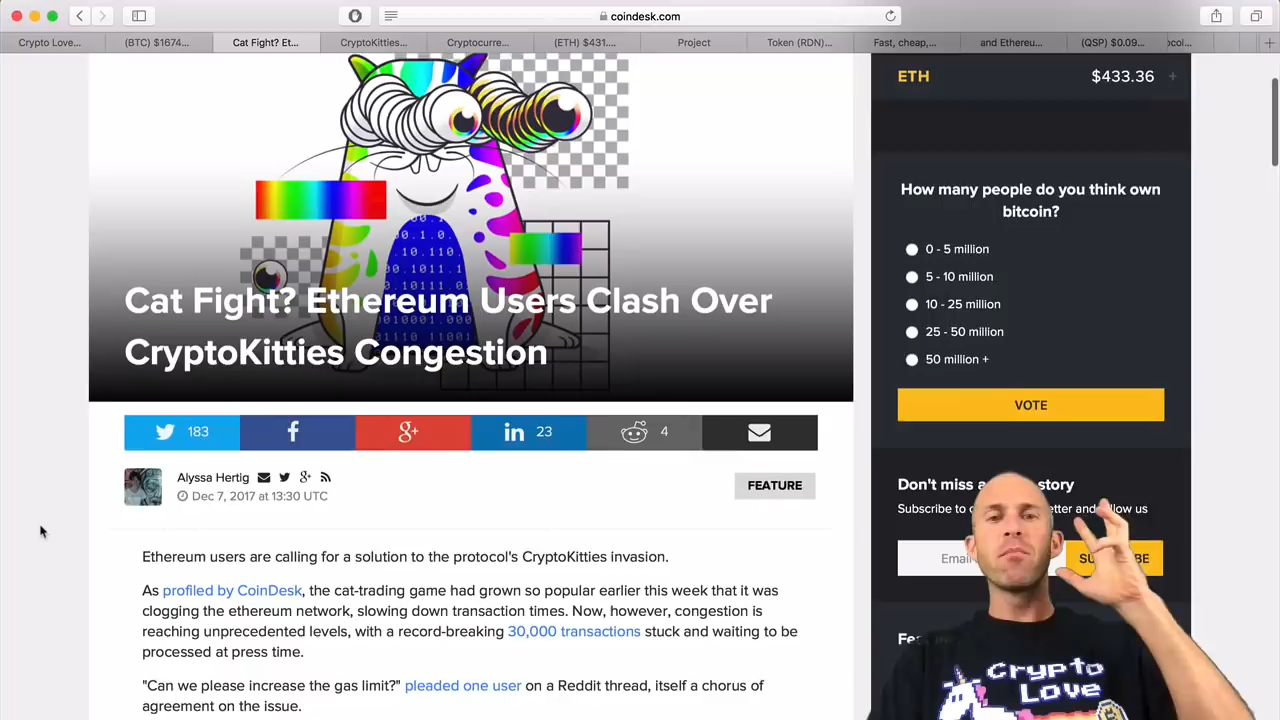 coindesk.com
Crypto Love...
(BTC) $1674...
Cat Fight? Et...
CryptoKitties...
Cryptocurre...
(ETH) $431....
Project
Token (RDN)...
Fast, cheap,...
and Ethereu...
(QSP) $0.09...
ocol...
ETH $433.36
Cat Fight? Ethereum Users Clash Over
CryptoKitties Congestion
183
23
4
Alyssa Hertig
Dec 7, 2017 at 13:30 UTC
FEATURE
Ethereum users are calling for a solution to the protocol's CryptoKitties invasion.
As profiled by CoinDesk, the cat-trading game had grown so popular earlier this week that it was
clogging the ethereum network, slowing down transaction times. Now, however, congestion is
reaching unprecedented levels, with a record-breaking 30,000 transactions stuck and waiting to be
processed at press time.
"Can we please increase the gas limit?" pleaded one user on a Reddit thread, itself a chorus of
agreement on the issue.
How many people do you think own
bitcoin?
0 - 5 million
5 - 10 million
10 - 25 million
25 - 50 million
50 million +
VOTE
Don't miss a story
Subscribe to and follow us
Email
Crypto
Love